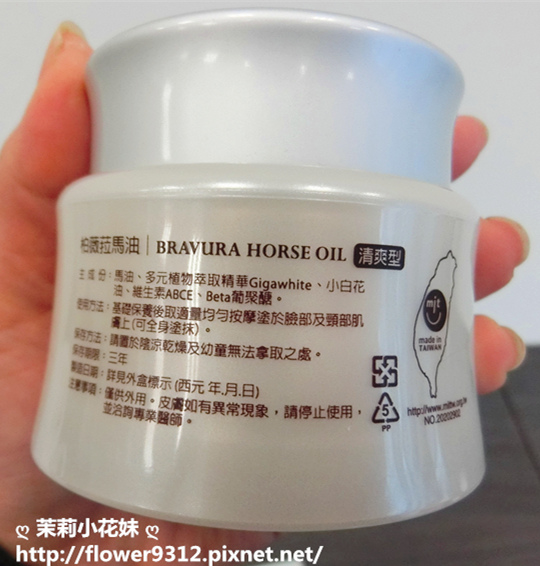 柏薇菈馬油 | BRAVURA HORSE OIL 清爽型
主 成 份：馬油、多元植物萃取精華Gigawhite、小白花
油、維生素ABCE、Beta葡聚醣。
使用方法：基礎保養後取適量均勻按摩塗於臉部及頸部肌
膚上(可全身塗抹)。
保存方法：請置於陰涼乾燥及幼童無法拿取之處。
保存期限：三年
製造日期：詳見外盒標示(西元 年.月.日)
注意事項：僅供外用。皮膚如有異常現象，請停止使用，
並洽詢專業醫師。
mit
made in
TAIWAN
http://www.mittw.org.tw
NO.20202902
5
PP
ღ 茉莉小花妹 ღ
http://flower9312.pixnet.net/